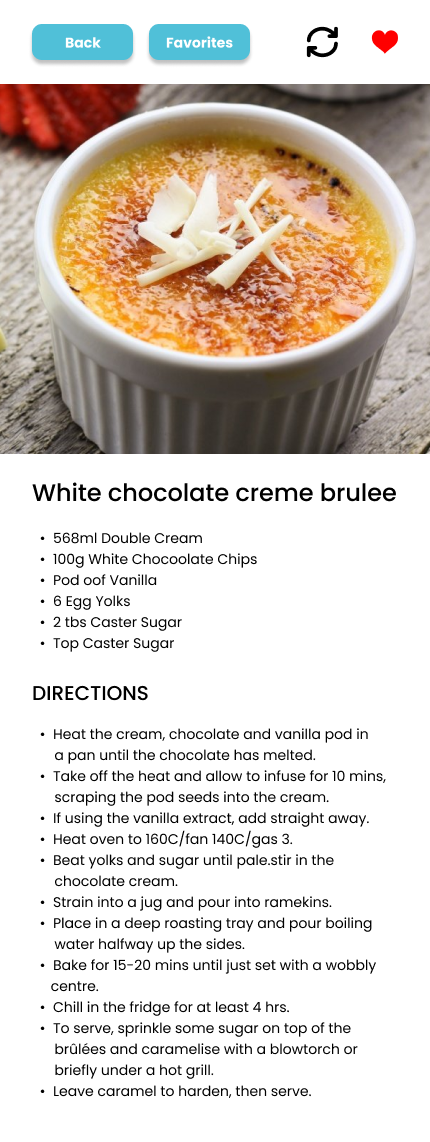 Back Favorites
White chocolate creme brulee
• 568ml Double Cream
• 100g White Chocoolate Chips
• Pod oof Vanilla
• 6 Egg Yolks
• 2 tbs Caster Sugar
• Top Caster Sugar
DIRECTIONS
• Heat the cream, chocolate and vanilla pod in
a pan until the chocolate has melted.
• Take off the heat and allow to infuse for 10 mins,
scraping the pod seeds into the cream.
• If using the vanilla extract, add straight away.
• Heat oven to 160C/fan 140C/gas 3.
• Beat yolks and sugar until pale.stir in the
chocolate cream.
• Strain into a jug and pour into ramekins.
• Place in a deep roasting tray and pour boiling
water halfway up the sides.
• Bake for 15-20 mins until just set with a wobbly
centre.
• Chill in the fridge for at least 4 hrs.
• To serve, sprinkle some sugar on top of the
brûlées and caramelise with a blowtorch or
briefly under a hot grill.
• Leave caramel to harden, then serve.